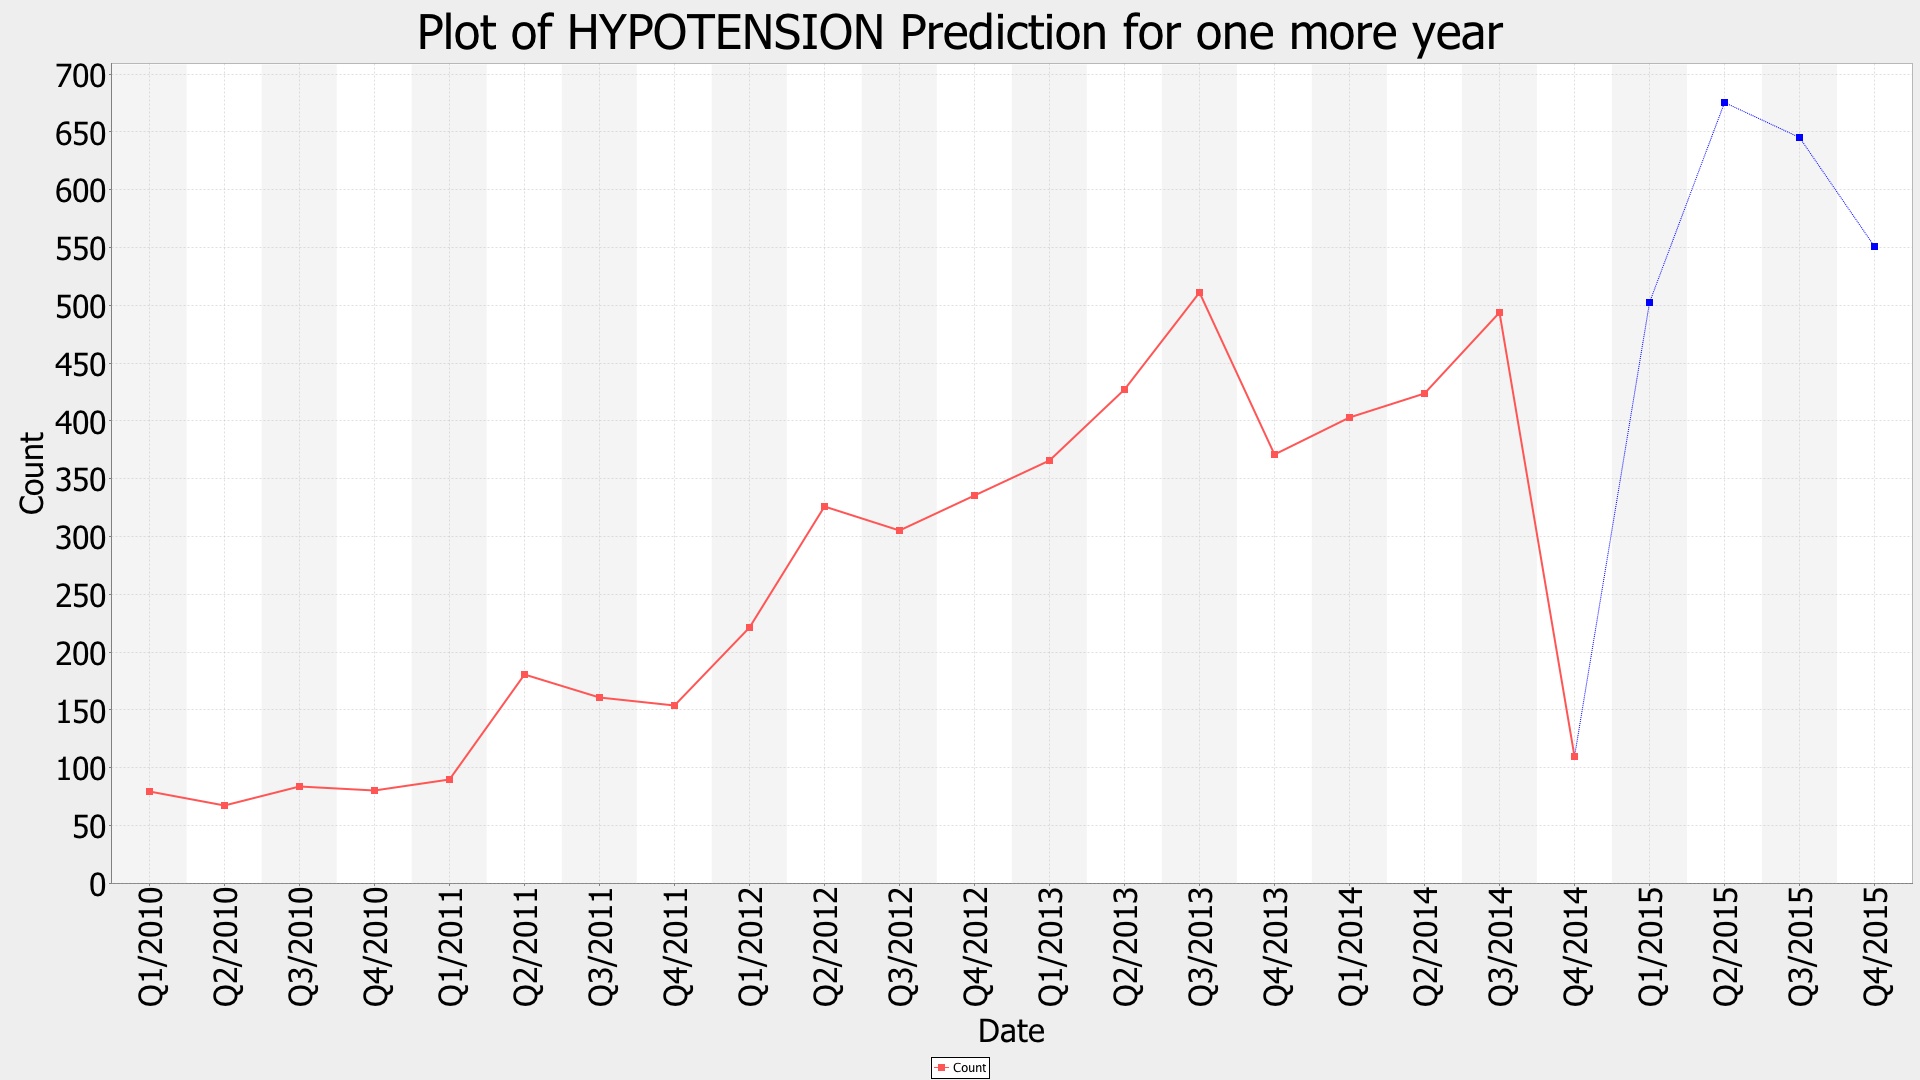 Plot of HYPOTENSION Prediction for one more year
700
650
600
550
500
450
400
350
300
250
200
150
100
50
0
Count
Q1/2010
Q2/2010
Q3/2010
Q4/2010
Q1/2011
Q2/2011
Q3/2011
Q4/2011
Q1/2012
Q2/2012
Q3/2012
Q4/2012
Q1/2013
Q2/2013
Q3/2013
Q4/2013
Q1/2014
Q2/2014
Q3/2014
Q4/2014
Q1/2015
Q2/2015
Q3/2015
Q4/2015
Date
Count